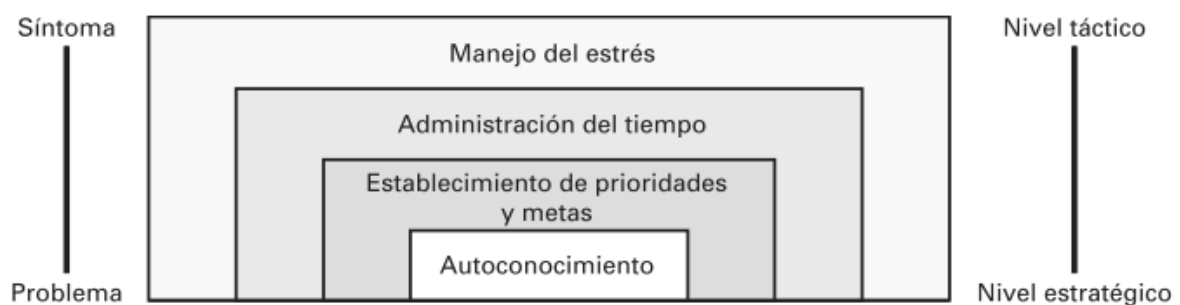 Síntoma
Nivel táctico
Manejo del estrés
Administración del tiempo
Establecimiento de prioridades
y metas
Autoconocimiento
Problema
Nivel estratégico